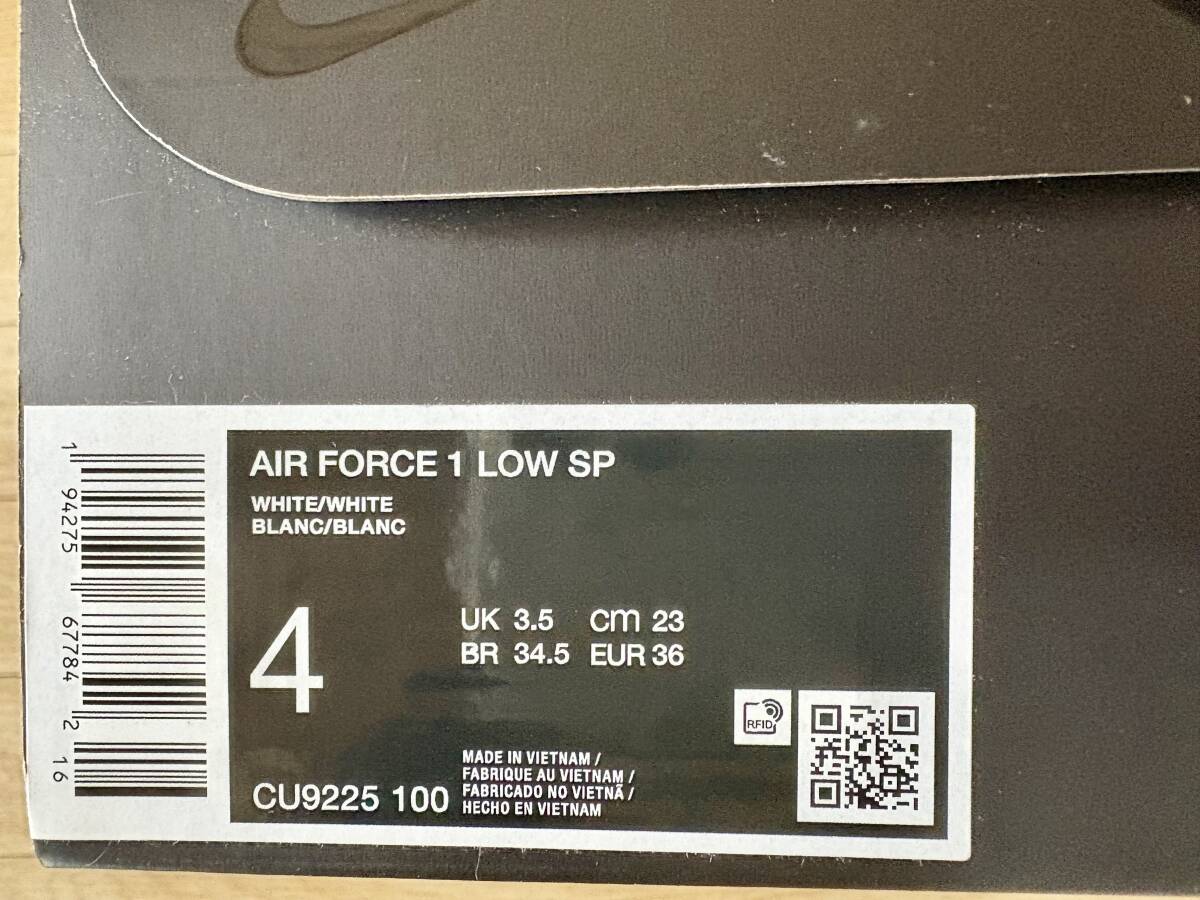 AIR FORCE 1 LOW SP
WHITE/WHITE
BLANC/BLANC
4
UK 3.5 cm 23
BR 34.5 EUR 36
RFID
CU9225 100
MADE IN VIETNAM /
FABRIQUE AU VIETNAM /
FABRICADO NO VIETNÃ /
HECHO EN VIETNAM
1 94275 67784 2 16